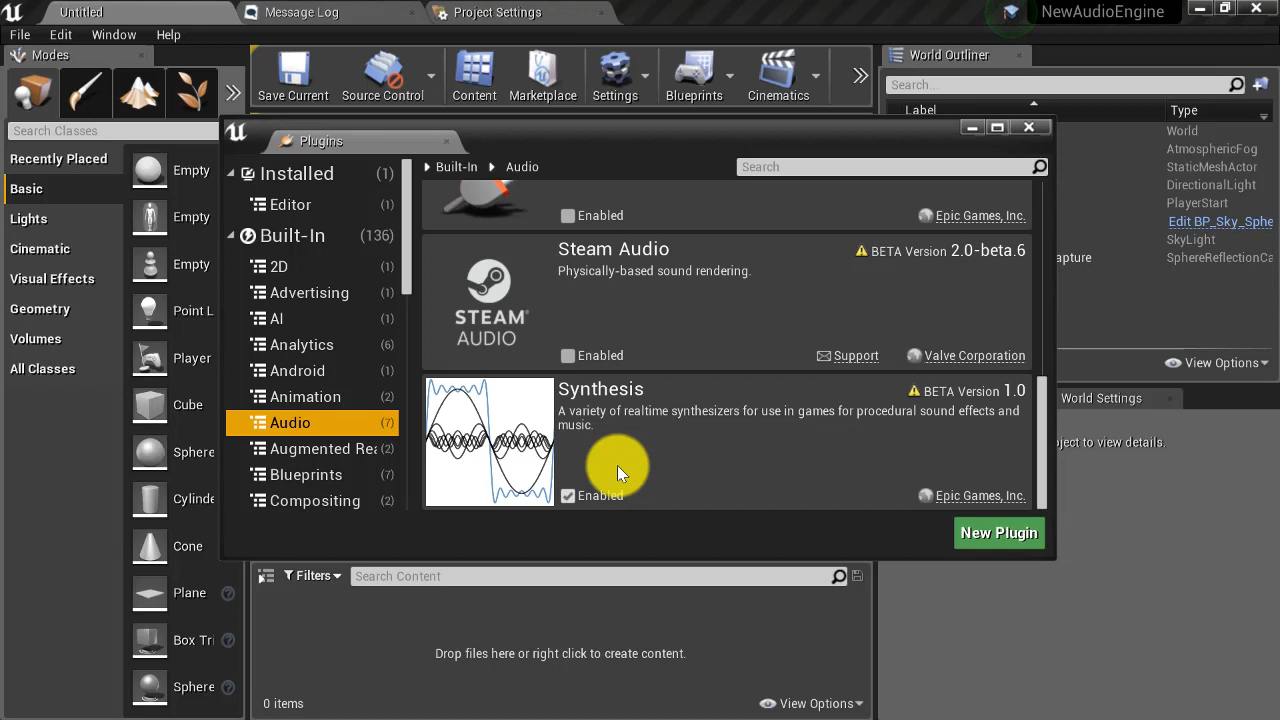 Untitled
Message Log
Project Settings
NewAudioEngine
File Edit Window Help
Modes
Save Current
Source Control
Content
Marketplace
Settings
Blueprints
Cinematics
World Outliner
Search...
Label
Type
Search Classes
Recently Placed
Basic
Lights
Cinematic
Visual Effects
Geometry
Volumes
All Classes
Empty
Empty
Empty
Point L
Player
Cube
Sphere
Cylinde
Cone
Plane
Box Tri
Sphere
Plugins
Installed (1)
Editor (1)
Built-In (136)
2D (1)
Advertising (1)
AI (1)
Analytics (6)
Android (1)
Animation (1)
Audio (7)
Augmented Rea (2)
Blueprints (7)
Compositing (2)
Built-In Audio
Search
Enabled
Epic Games, Inc.
STEAM®
AUDIO
Steam Audio
BETA Version 2.0-beta.6
Physically-based sound rendering.
Enabled
Support
Valve Corporation
Synthesis
BETA Version 1.0
A variety of realtime synthesizers for use in games for procedural sound effects and
music.
Enabled
Epic Games, Inc.
New Plugin
World
AtmosphericFog
StaticMeshActor
DirectionalLight
PlayerStart
Edit BP_Sky_Sphe
SkyLight
apture
SphereReflectionCa
View Options
World Settings
oject to view details.
Filters
Search Content
Drop files here or right click to create content.
0 items
View Options